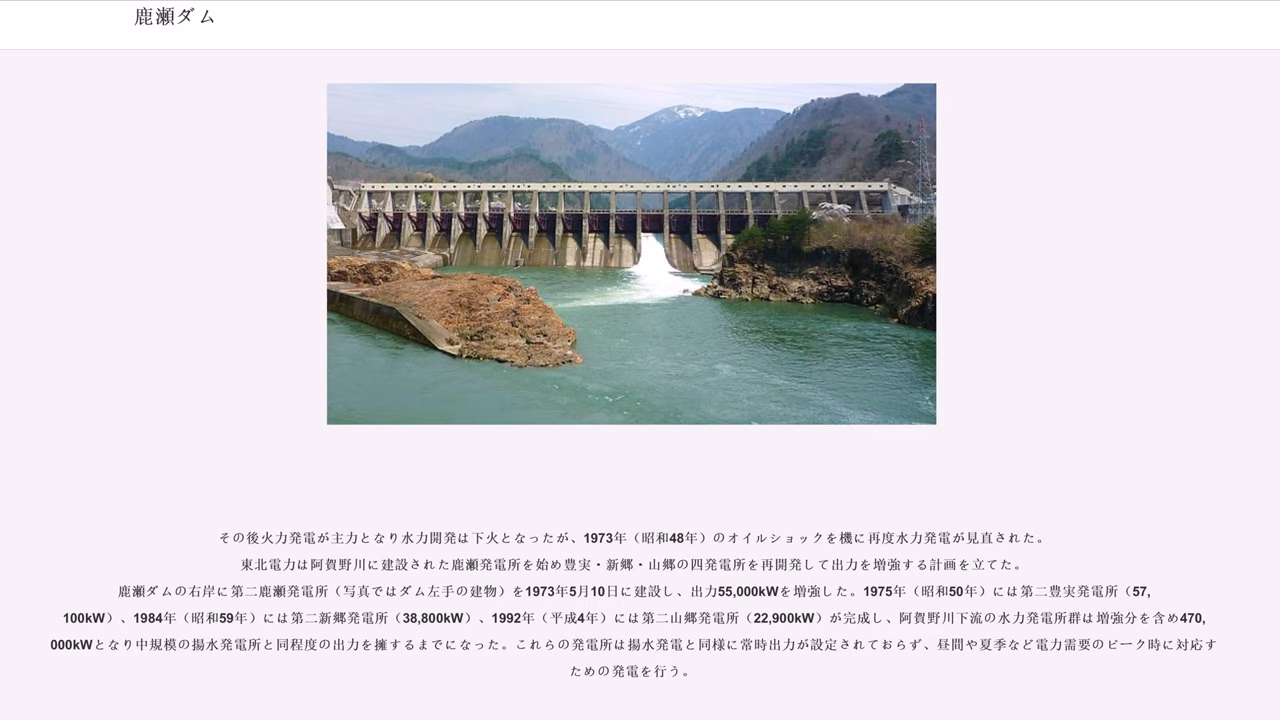 鹿瀬ダム
その後火力発電が主力となり水力開発は下火となったが、1973年（昭和48年）のオイルショックを機に再度水力発電が見直された。
東北電力は阿賀野川に建設された鹿瀬発電所を始め豊実・新郷・山郷の四発電所を再開発して出力を増強する計画を立てた。
鹿瀬ダムの右岸に第二鹿瀬発電所（写真ではダム左手の建物）を1973年5月10日に建設し、出力55,000kWを増強した。1975年（昭和50年）には第二豊実発電所（57,
100kW）、1984年（昭和59年）には第二新郷発電所（38,800kW）、1992年（平成4年）には第二山郷発電所（22,900kW）が完成し、阿賀野川下流の水力発電所群は増強分を含め470,
000kWとなり中規模の揚水発電所と同程度の出力を擁するまでになった。これらの発電所は揚水発電と同様に常時出力が設定されておらず、昼間や夏季など電力需要のピーク時に対応す
ための発電を行う。